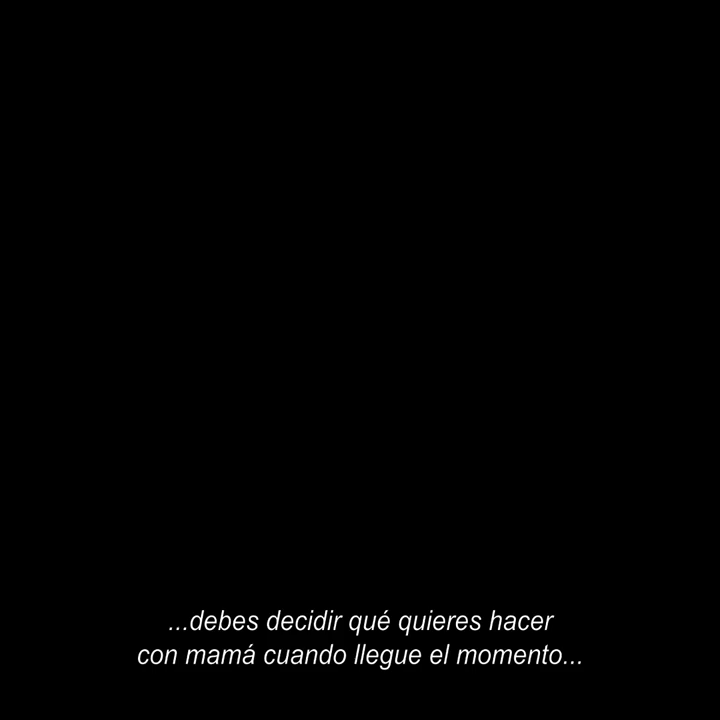 ...debes decidir qué quieres hacer
con mamá cuando llegue el momento...